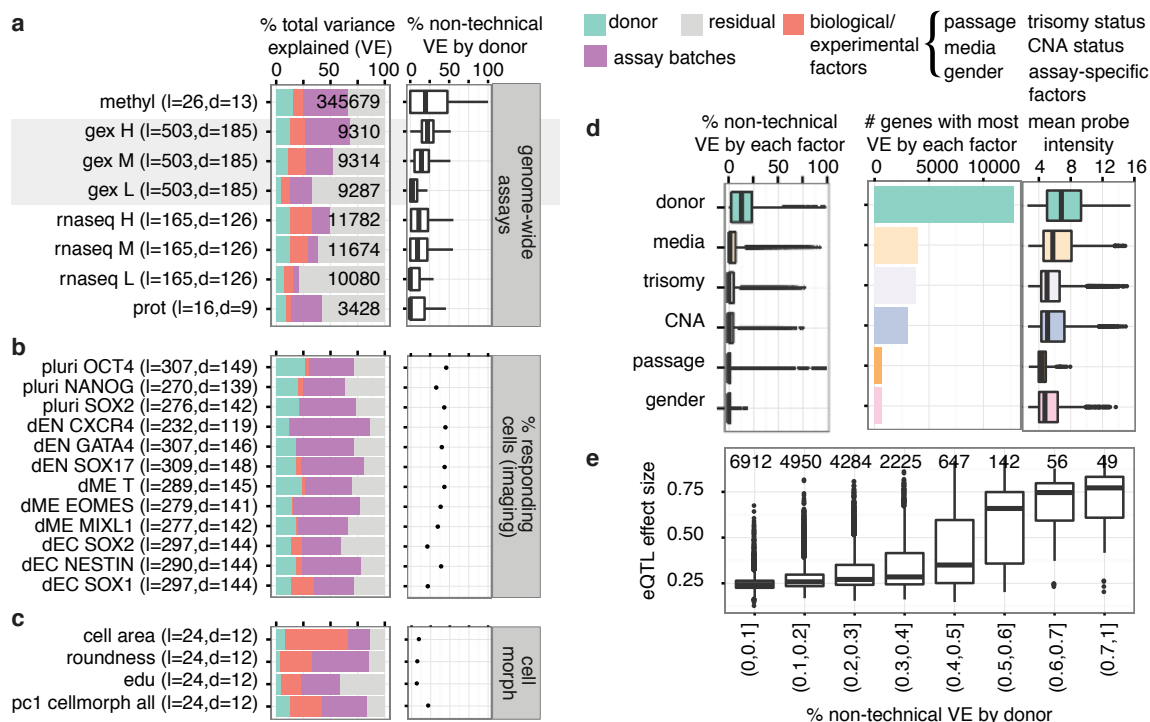 a
% total variance
explained (VE)
% non-technical
VE by donor
0 50 100
0 50 100
methyl (l=26,d=13) 345679
gex H (l=503,d=185) 9310
gex M (l=503,d=185) 9314
gex L (l=503,d=185) 9287
rnaseq H (l=165,d=126) 11782
rnaseq M (l=165,d=126) 11674
rnaseq L (l=165,d=126) 10080
prot (l=16,d=9) 3428
genome-wide
assays
b
pluri OCT4 (l=307,d=149)
pluri NANOG (l=270,d=139)
pluri SOX2 (l=276,d=142)
dEN CXCR4 (l=232,d=119)
dEN GATA4 (l=307,d=146)
dEN SOX17 (l=309,d=148)
dME T (l=289,d=145)
dME EOMES (l=279,d=141)
dME MIXL1 (l=277,d=142)
dEC SOX2 (l=297,d=144)
dEC NESTIN (l=290,d=144)
dEC SOX1 (l=297,d=144)
% responding
cells (imaging)
c
cell area (l=24,d=12)
roundness (l=24,d=12)
edu (l=24,d=12)
pc1 cellmorph all (l=24,d=12)
cell
morph
donor
residual
biological/
experimental
factors
assay batches
passage
media
gender
trisomy status
CNA status
assay-specific
factors
d
% non-technical
VE by each factor
# genes with most
VE by each factor
mean probe
intensity
0 50 100
0 5000 10000
4 8 12 16
donor
media
trisomy
CNA
passage
gender
e
6912 4950 4284 2225 647 142 56 49
eQTL effect size
0.75
0.50
0.25
(0,0.1]
(0.1,0.2]
(0.2,0.3]
(0.3,0.4]
(0.4,0.5]
(0.5,0.6]
(0.6,0.7]
(0.7,1]
% non-technical VE by donor